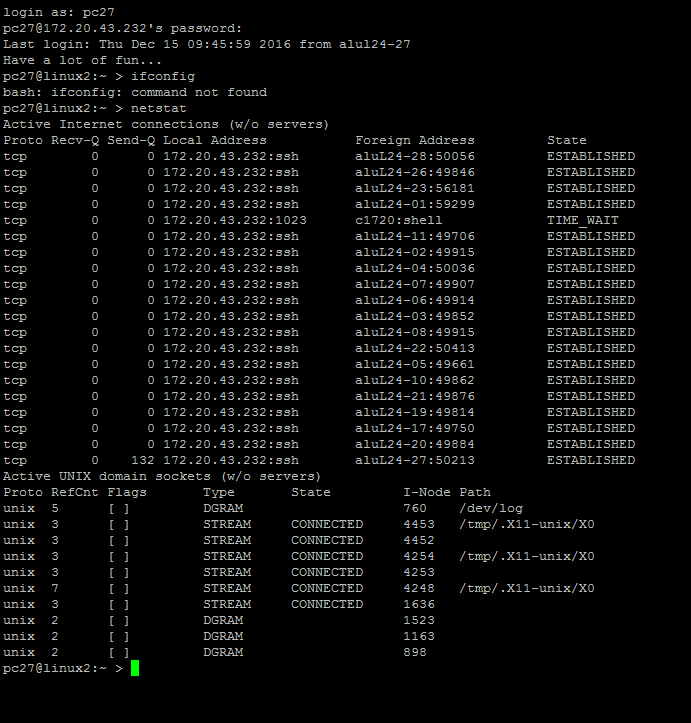 login as: pc27
pc27@172.20.43.232's password:
Last login: Thu Dec 15 09:45:59 2016 from alul24-27
Have a lot of fun...
pc27@linux2:~ > ifconfig
bash: ifconfig: command not found
pc27@linux2:~ > netstat
Active Internet connections (w/o servers)
Proto Recv-Q Send-Q Local Address           Foreign Address         State
tcp        0      0 172.20.43.232:ssh       aluL24-28:50056         ESTABLISHED
tcp        0      0 172.20.43.232:ssh       aluL24-26:49846         ESTABLISHED
tcp        0      0 172.20.43.232:ssh       aluL24-23:56181         ESTABLISHED
tcp        0      0 172.20.43.232:ssh       aluL24-01:59299         ESTABLISHED
tcp        0      0 172.20.43.232:1023      c1720:shell             TIME_WAIT
tcp        0      0 172.20.43.232:ssh       aluL24-11:49706         ESTABLISHED
tcp        0      0 172.20.43.232:ssh       aluL24-02:49915         ESTABLISHED
tcp        0      0 172.20.43.232:ssh       aluL24-04:50036         ESTABLISHED
tcp        0      0 172.20.43.232:ssh       aluL24-07:49907         ESTABLISHED
tcp        0      0 172.20.43.232:ssh       aluL24-06:49914         ESTABLISHED
tcp        0      0 172.20.43.232:ssh       aluL24-03:49852         ESTABLISHED
tcp        0      0 172.20.43.232:ssh       aluL24-08:49915         ESTABLISHED
tcp        0      0 172.20.43.232:ssh       aluL24-22:50413         ESTABLISHED
tcp        0      0 172.20.43.232:ssh       aluL24-05:49661         ESTABLISHED
tcp        0      0 172.20.43.232:ssh       aluL24-10:49862         ESTABLISHED
tcp        0      0 172.20.43.232:ssh       aluL24-21:49876         ESTABLISHED
tcp        0      0 172.20.43.232:ssh       aluL24-19:49814         ESTABLISHED
tcp        0      0 172.20.43.232:ssh       aluL24-17:49750         ESTABLISHED
tcp        0      0 172.20.43.232:ssh       aluL24-20:49884         ESTABLISHED
tcp        0    132 172.20.43.232:ssh       aluL24-27:50213         ESTABLISHED
Active UNIX domain sockets (w/o servers)
Proto RefCnt Flags       Type       State         I-Node Path
unix  5      [ ]         DGRAM                    760    /dev/log
unix  3      [ ]         STREAM     CONNECTED     4453   /tmp/.X11-unix/X0
unix  3      [ ]         STREAM     CONNECTED     4452
unix  3      [ ]         STREAM     CONNECTED     4254   /tmp/.X11-unix/X0
unix  3      [ ]         STREAM     CONNECTED     4253
unix  7      [ ]         STREAM     CONNECTED     4248   /tmp/.X11-unix/X0
unix  3      [ ]         STREAM     CONNECTED     1636
unix  2      [ ]         DGRAM                    1523
unix  2      [ ]         DGRAM                    1163
unix  2      [ ]         DGRAM                    898
pc27@linux2:~ >